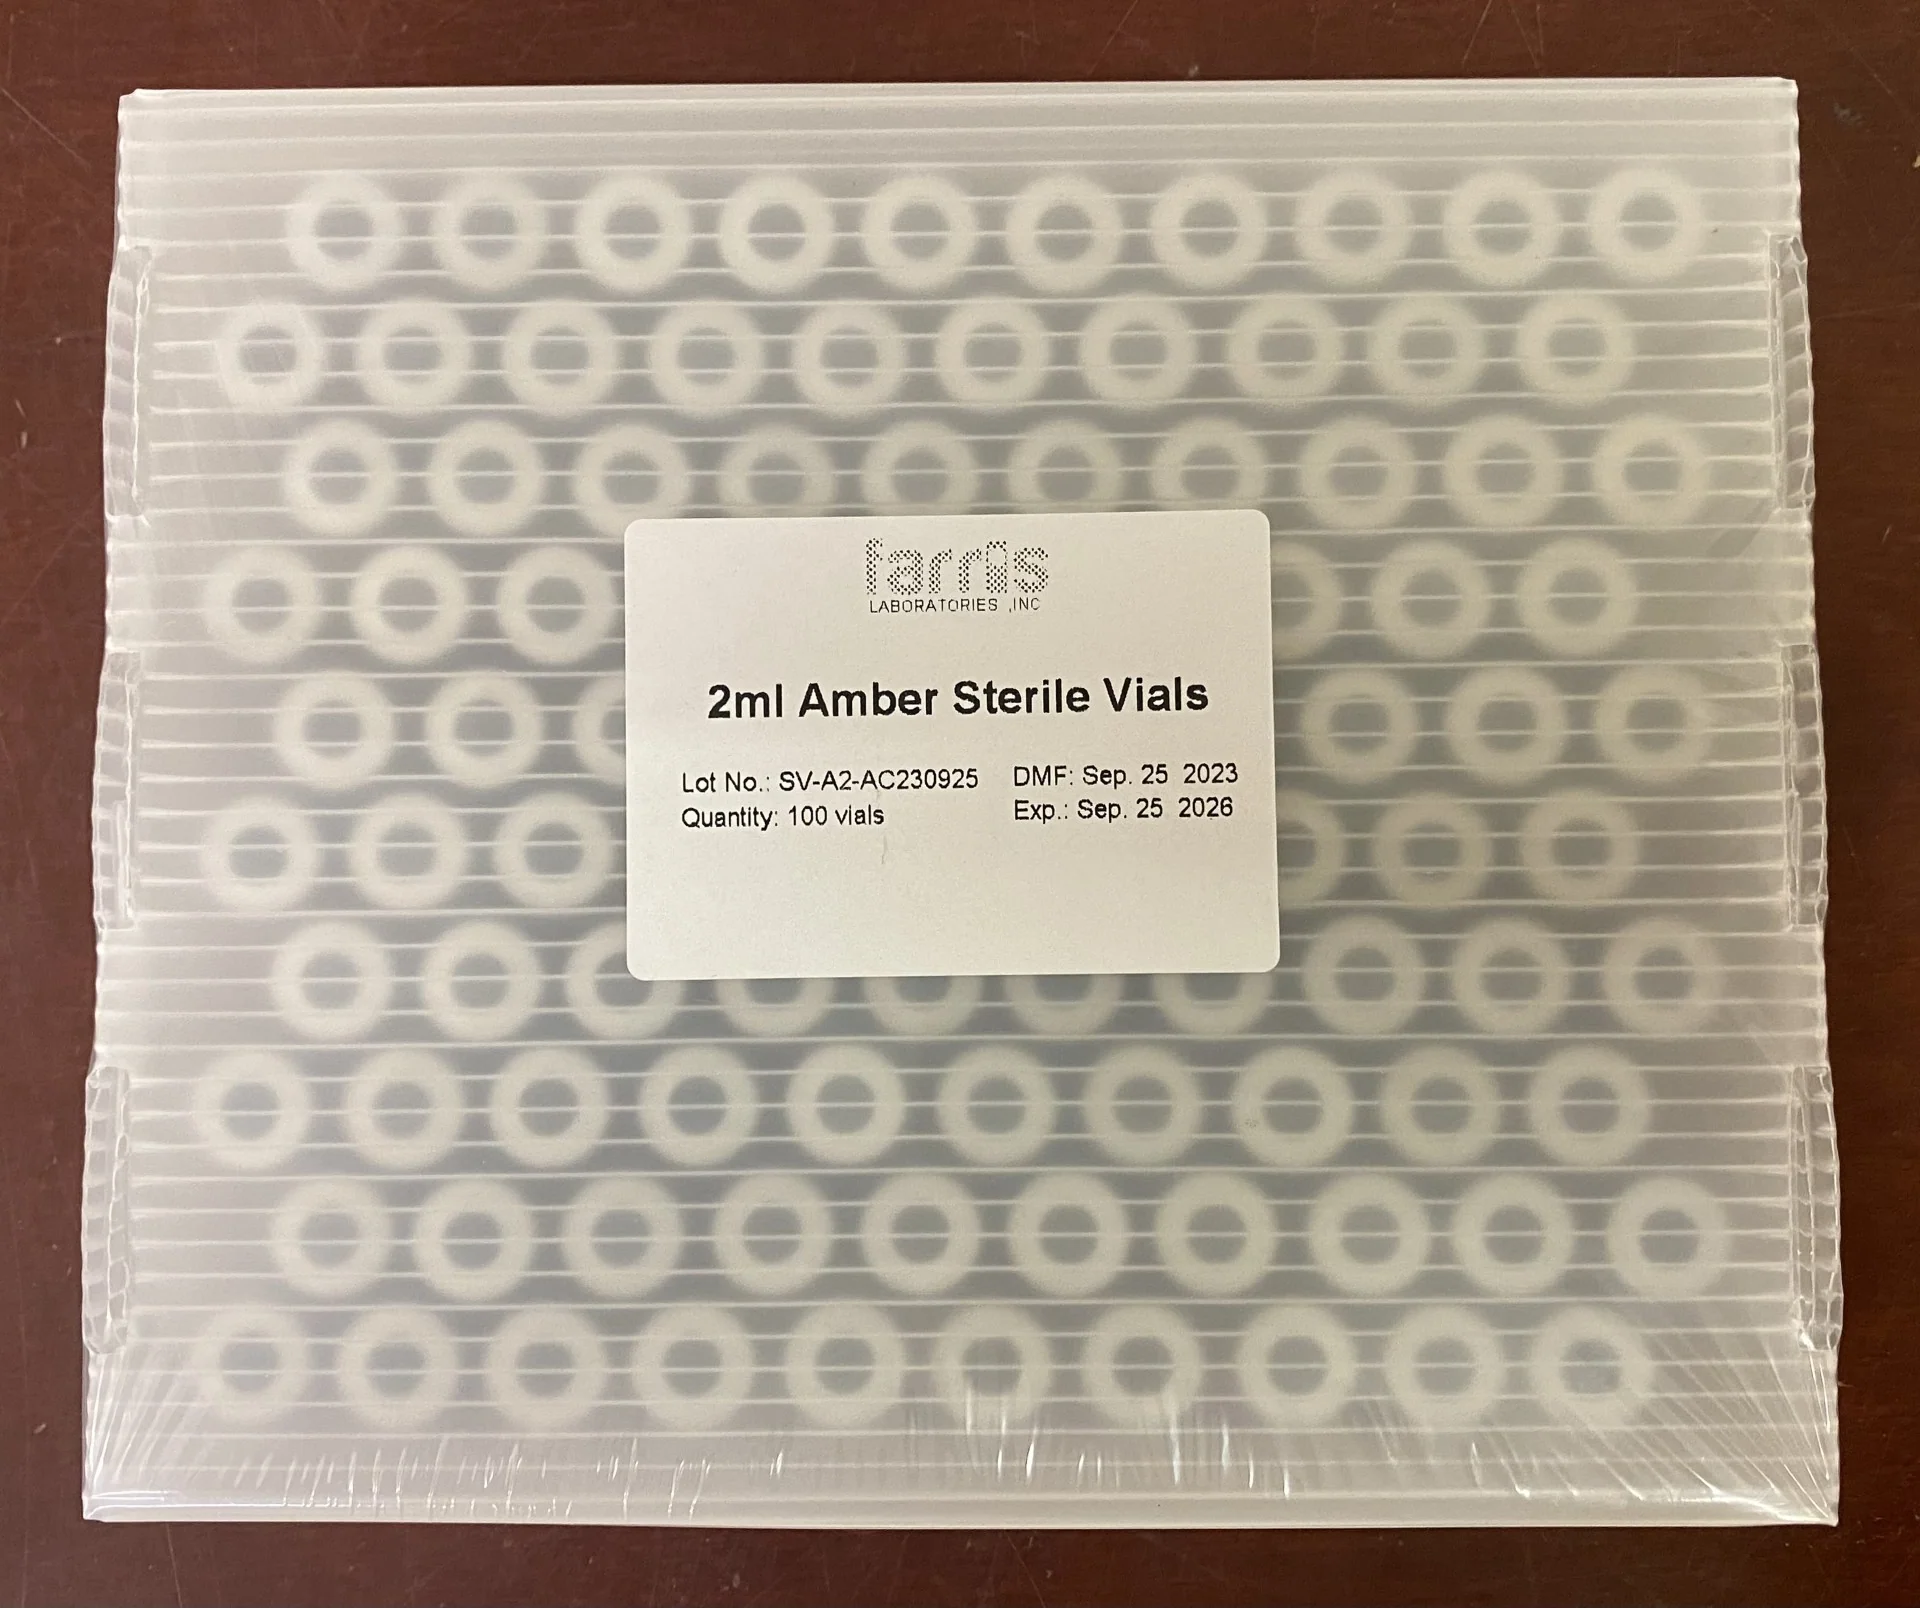 farris
LABORATORIES ,INC
2ml Amber Sterile Vials
Lot No.: SV-A2-AC230925 DMF: Sep. 25 2023
Quantity: 100 vials Exp.: Sep. 25 2026